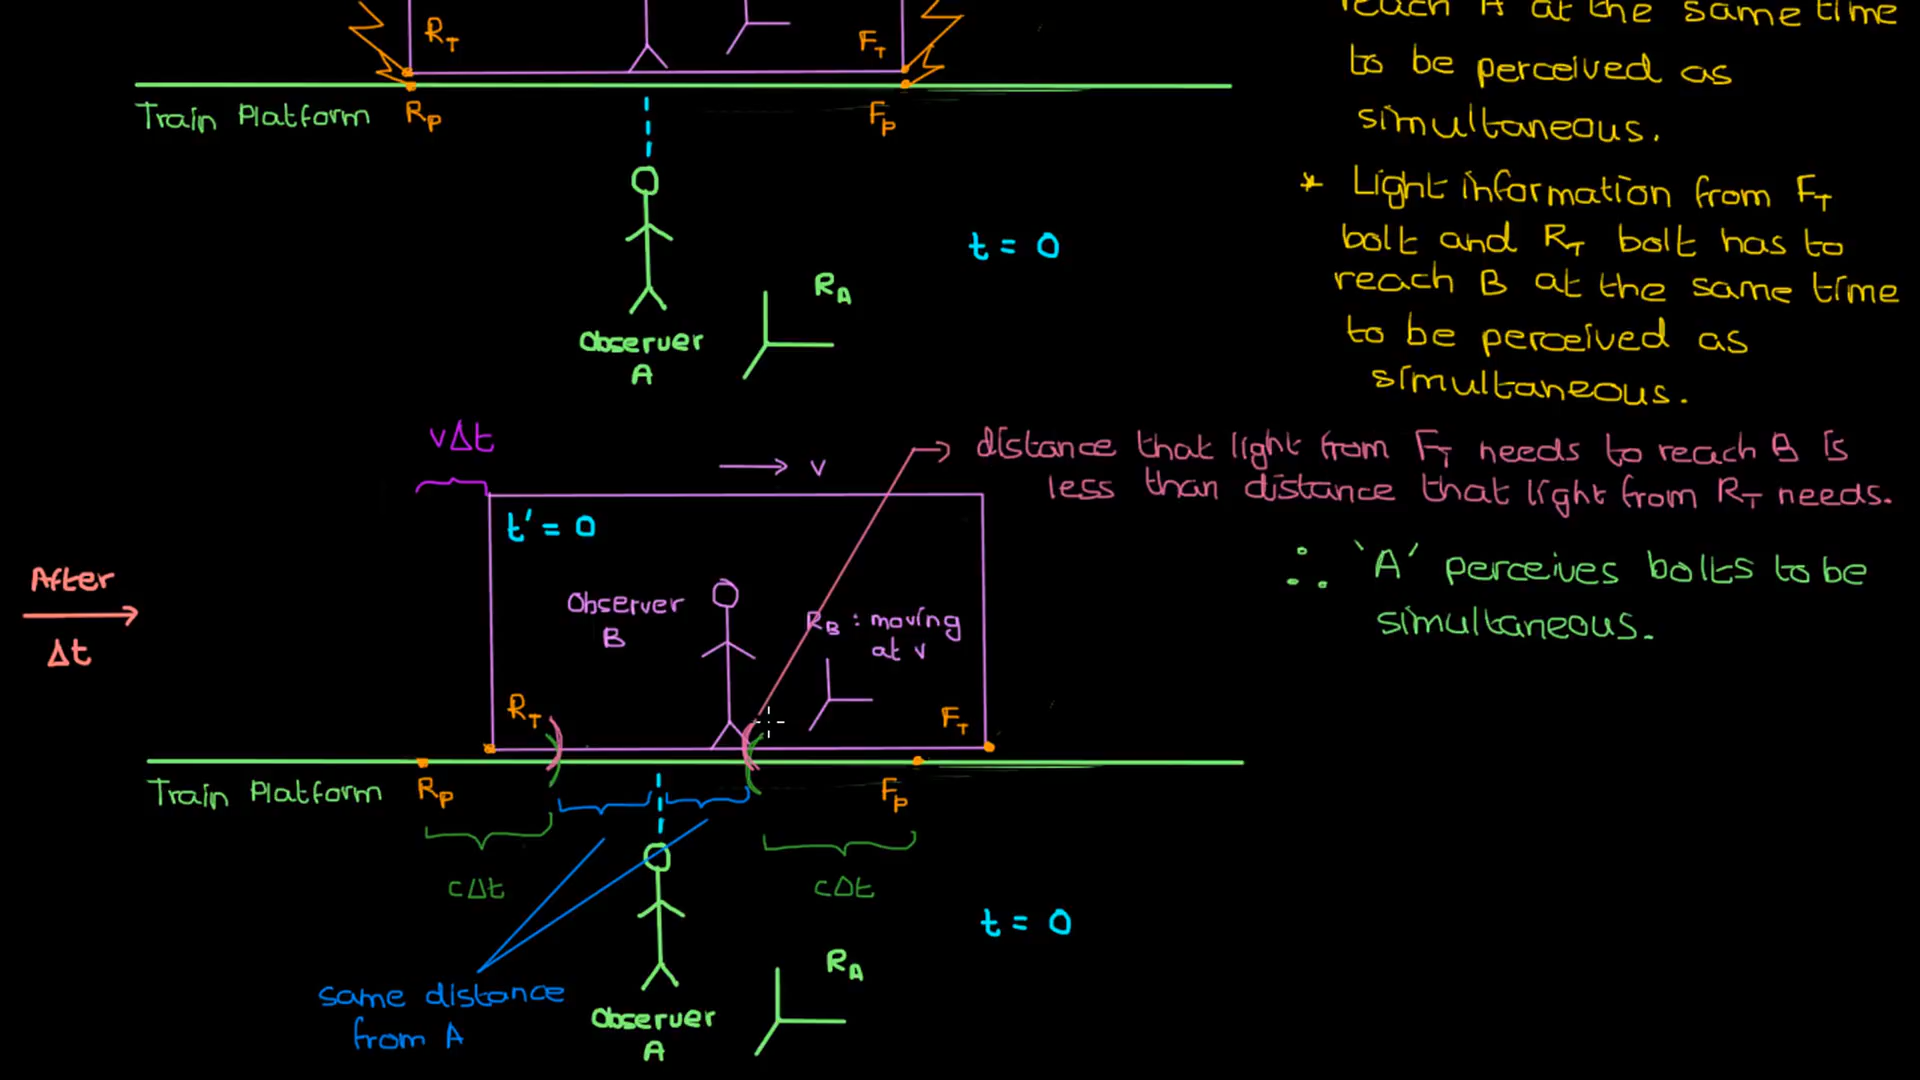 reach A at the same time
to be perceived as
simultaneous.
* Light information from F_T
bolt and R_T bolt has to
reach B at the same time
to be perceived as
simultaneous.
R_T
F_T
Train Platform
R_P
F_P
t = 0
R_A
Observer
A
vΔt
→ v
distance that light from F_T needs to reach B is
less than distance that light from R_T needs.
∴ 'A' perceives bolts to be
simultaneous.
After
Δt
t' = 0
Observer
B
R_B : moving
at v
R_T
F_T
Train Platform
R_P
F_P
cΔt
cΔt
t = 0
R_A
same distance
from A
Observer
A